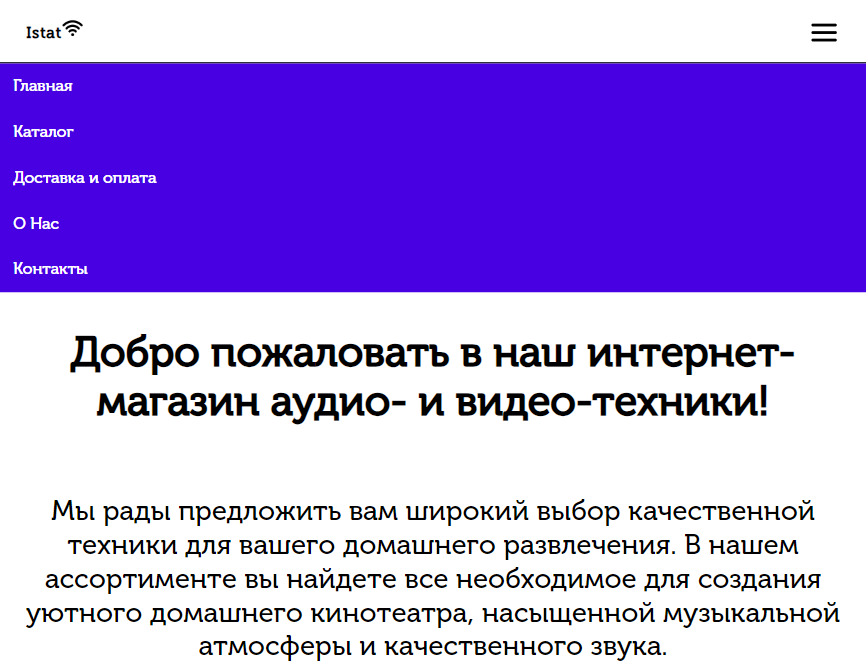 Istat
Главная
Каталог
Доставка и оплата
О Нас
Контакты
Добро пожаловать в наш интернет-
магазин аудио- и видео-техники!
Мы рады предложить вам широкий выбор качественной
техники для вашего домашнего развлечения. В нашем
ассортименте вы найдете все необходимое для создания
уютного домашнего кинотеатра, насыщенной музыкальной
атмосферы и качественного звука.